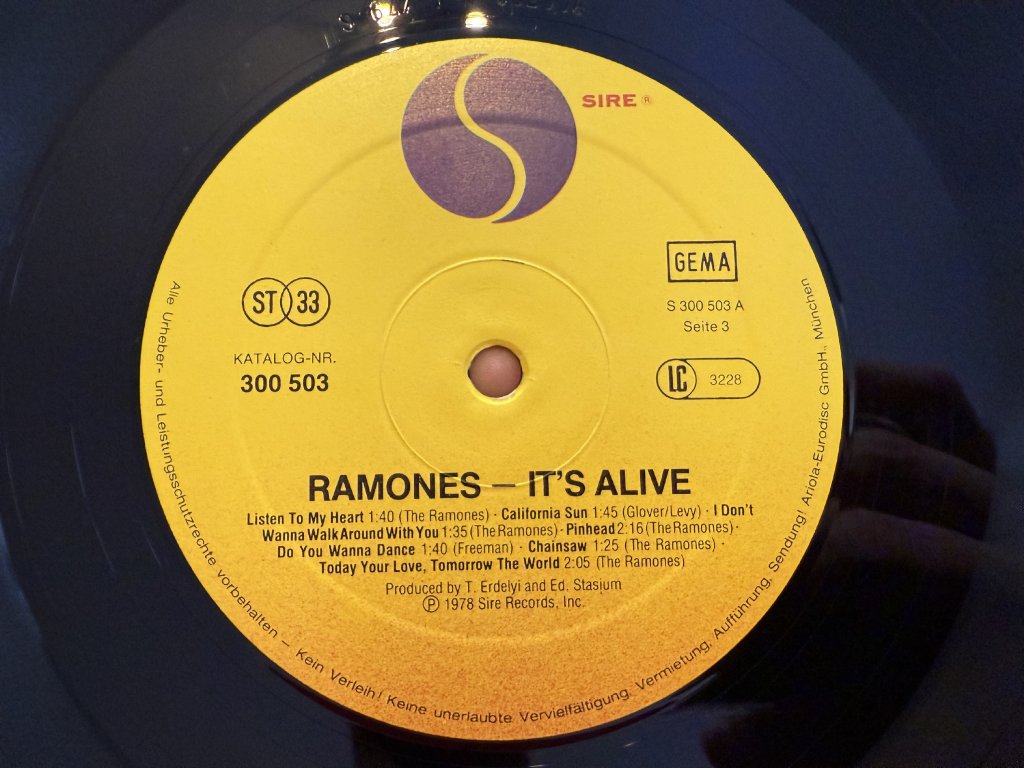 SIRE ®
GEMA
S 300 503 A
Seite 3
ST 33
KATALOG-NR.
300 503
LC 3228
RAMONES – IT'S ALIVE
Listen To My Heart 1:40 (The Ramones) · California Sun 1:45 (Glover/Levy) · I Don't
Wanna Walk Around With You 1:35 (The Ramones) · Pinhead 2:16 (The Ramones) ·
Do You Wanna Dance 1:40 (Freeman) · Chainsaw 1:25 (The Ramones) ·
Today Your Love, Tomorrow The World 2:05 (The Ramones)
Produced by T. Erdelyi and Ed. Stasium
℗ 1978 Sire Records, Inc.
Alle Urheber- und Leistungsschutzrechte vorbehalten – Kein Verleih! Keine unerlaubte Vervielfältigung, Vermietung, Aufführung, Sendung! Ariola-Eurodisc GmbH., München